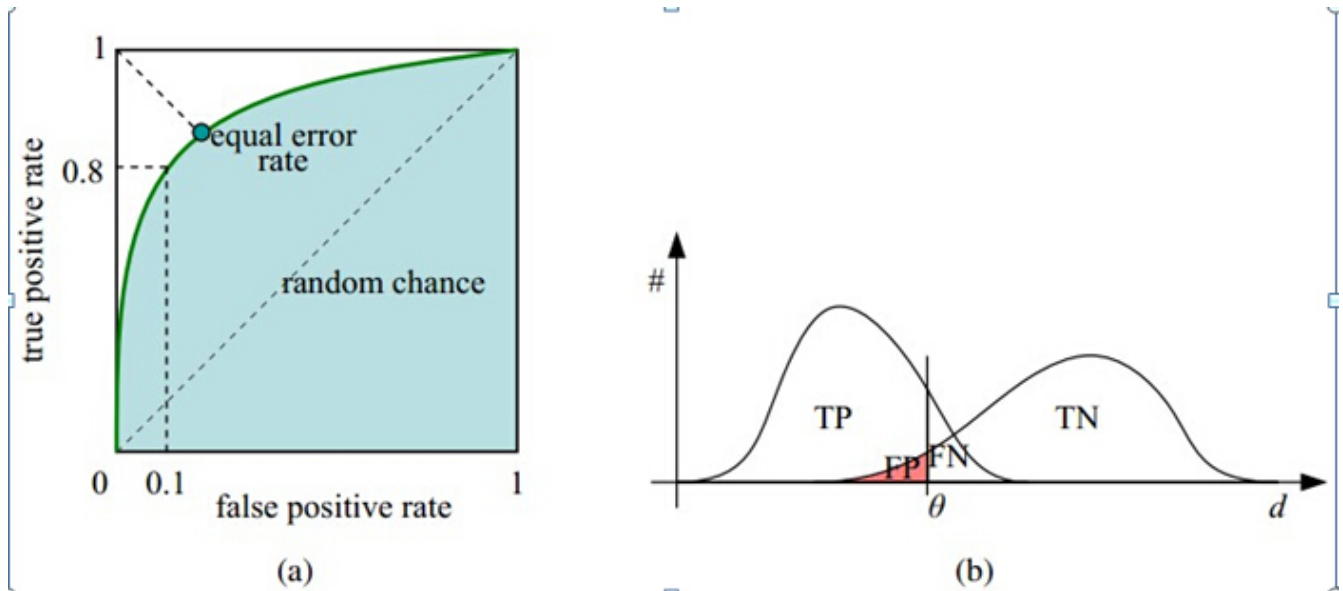 1
equal error
rate
0.8
true positive rate
random chance
0
0.1
1
false positive rate
(a)
#
TP
TN
FP
FN
θ
d
(b)